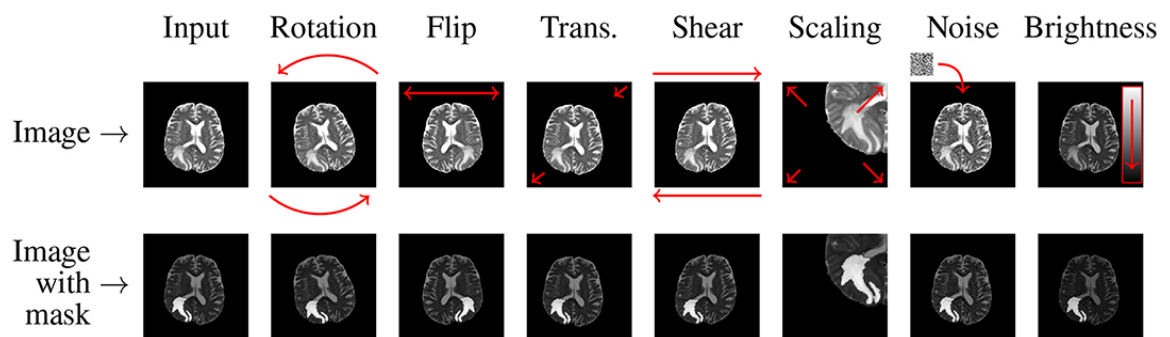 Input Rotation Flip Trans. Shear Scaling Noise Brightness
Image →
Image
with →
mask